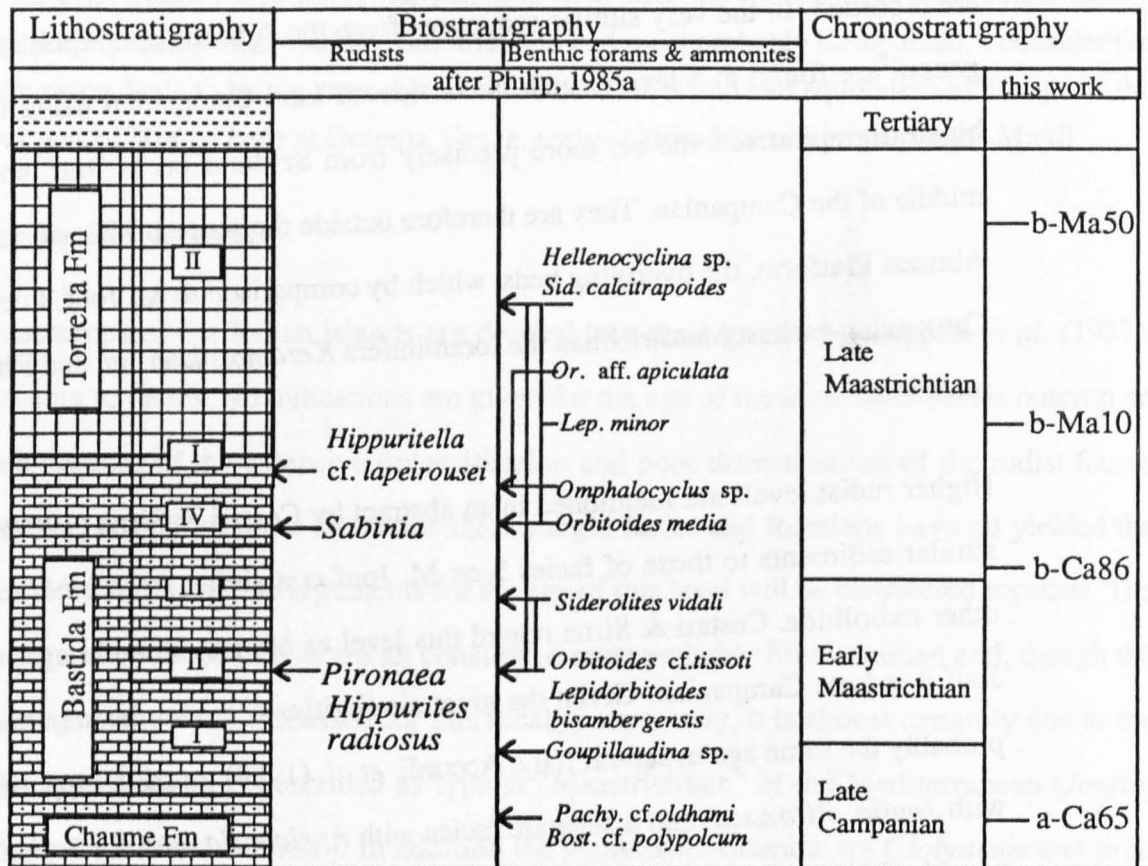 Lithostratigraphy
Biostratigraphy
Chronostratigraphy
Rudists
Benthic forams & ammonites
after Philip, 1985a
this work
Tertiary
Torrella Fm
II
I
IV
III
Bastida Fm
II
I
Chaumes Fm
Hippuritella
cf. lapeirousei
Sabinia
Pironaea
Hippurites
radiosus
Hellenocyclina sp.
Sid. calcitrapoides
Or. aff. apiculata
Lep. minor
Omphalocyclus sp.
Orbitoides media
Siderolites vidali
Orbitoides cf. tissoti
Lepidorbitoides
bisambergensis
Goupillaudina sp.
Pachy. cf. oldhami
Bost. cf. polyplocum
Late
Maastrichtian
Early
Maastrichtian
Late
Campanian
b-Ma50
b-Ma10
b-Ca86
a-Ca65